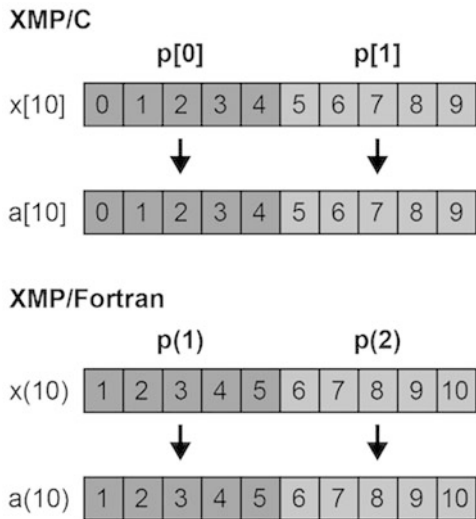 XMP/C
p[0] p[1]
x[10] 0 1 2 3 4 5 6 7 8 9
a[10] 0 1 2 3 4 5 6 7 8 9
XMP/Fortran
p(1) p(2)
x(10) 1 2 3 4 5 6 7 8 9 10
a(10) 1 2 3 4 5 6 7 8 9 10